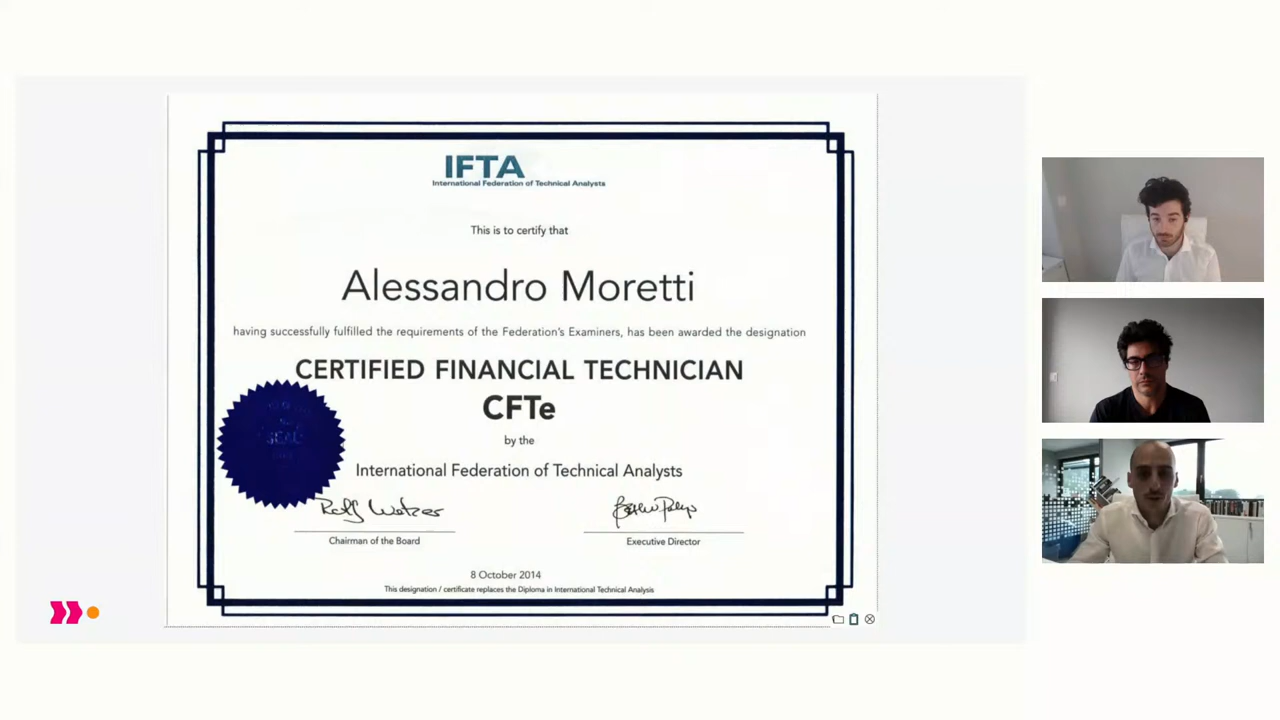 IFTA
International Federation of Technical Analysts
This is to certify that
Alessandro Moretti
having successfully fulfilled the requirements of the Federation's Examiners, has been awarded the designation
CERTIFIED FINANCIAL TECHNICIAN
CFTe
by the
International Federation of Technical Analysts
Chairman of the Board
Executive Director
8 October 2014
This designation / certificate replaces the Diploma in International Technical Analysis